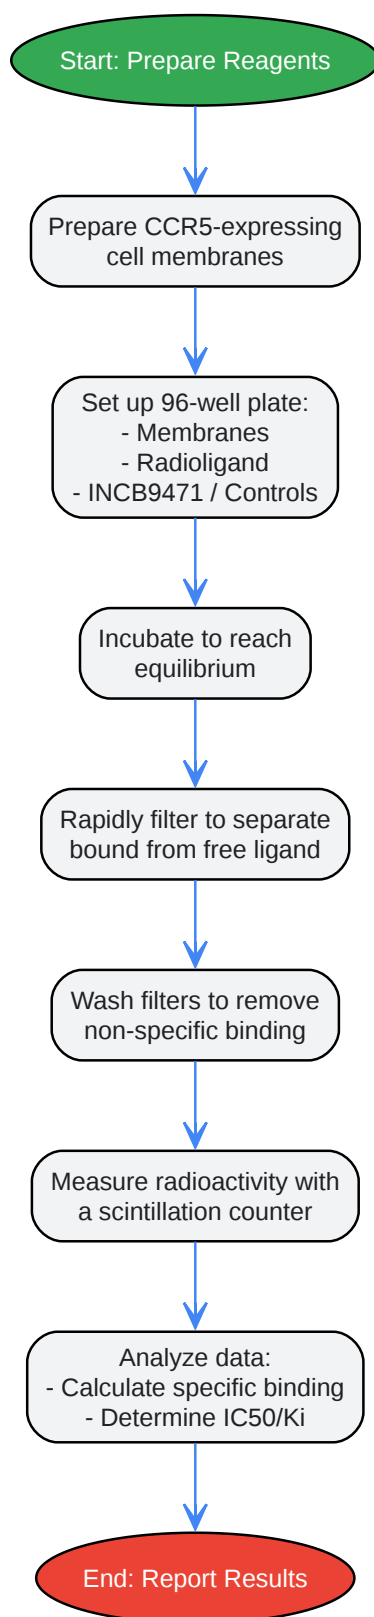 Start: Prepare Reagents
Prepare CCR5-expressing
cell membranes
Set up 96-well plate:
- Membranes
- Radioligand
- INCB9471 / Controls
Incubate to reach
equilibrium
Rapidly filter to separate
bound from free ligand
Wash filters to remove
non-specific binding
Measure radioactivity with
a scintillation counter
Analyze data:
- Calculate specific binding
- Determine IC50/Ki
End: Report Results